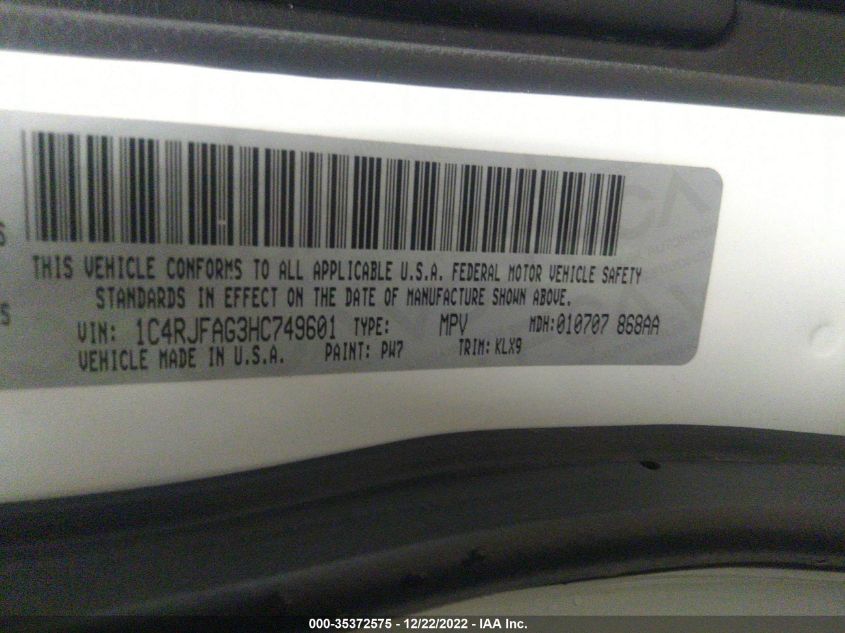 THIS VEHICLE CONFORMS TO ALL APPLICABLE U.S.A. FEDERAL MOTOR VEHICLE SAFETY
STANDARDS IN EFFECT ON THE DATE OF MANUFACTURE SHOWN ABOVE.
VIN: 1C4RJFAG3HC749601 TYPE: MPV MDH:010707 868AA
VEHICLE MADE IN U.S.A. PAINT: PW7 TRIM: KLX9
000-35372575 - 12/22/2022 - IAA Inc.